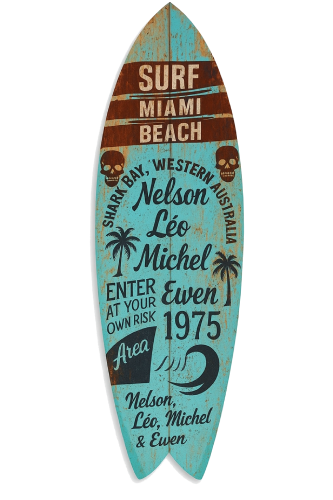 SURF
MIAMI
BEACH
SHARK BAY, WESTERN AUSTRALIA
Nelson
Léo
Michel
Ewen
1975
ENTER
AT YOUR
OWN RISK
Area
Nelson,
Léo, Michel
& Ewen